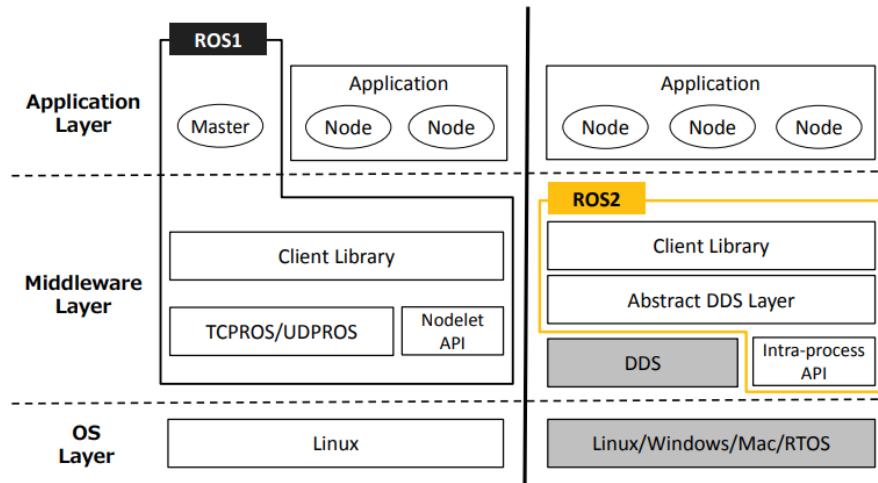 ROS1
Application
Layer
Master
Application
Node
Node
Application
Node
Node
Node
Middleware
Layer
Client Library
TCPROS/UDPROS
Nodelet
API
ROS2
Client Library
Abstract DDS Layer
DDS
Intra-process
API
OS
Layer
Linux
Linux/Windows/Mac/RTOS